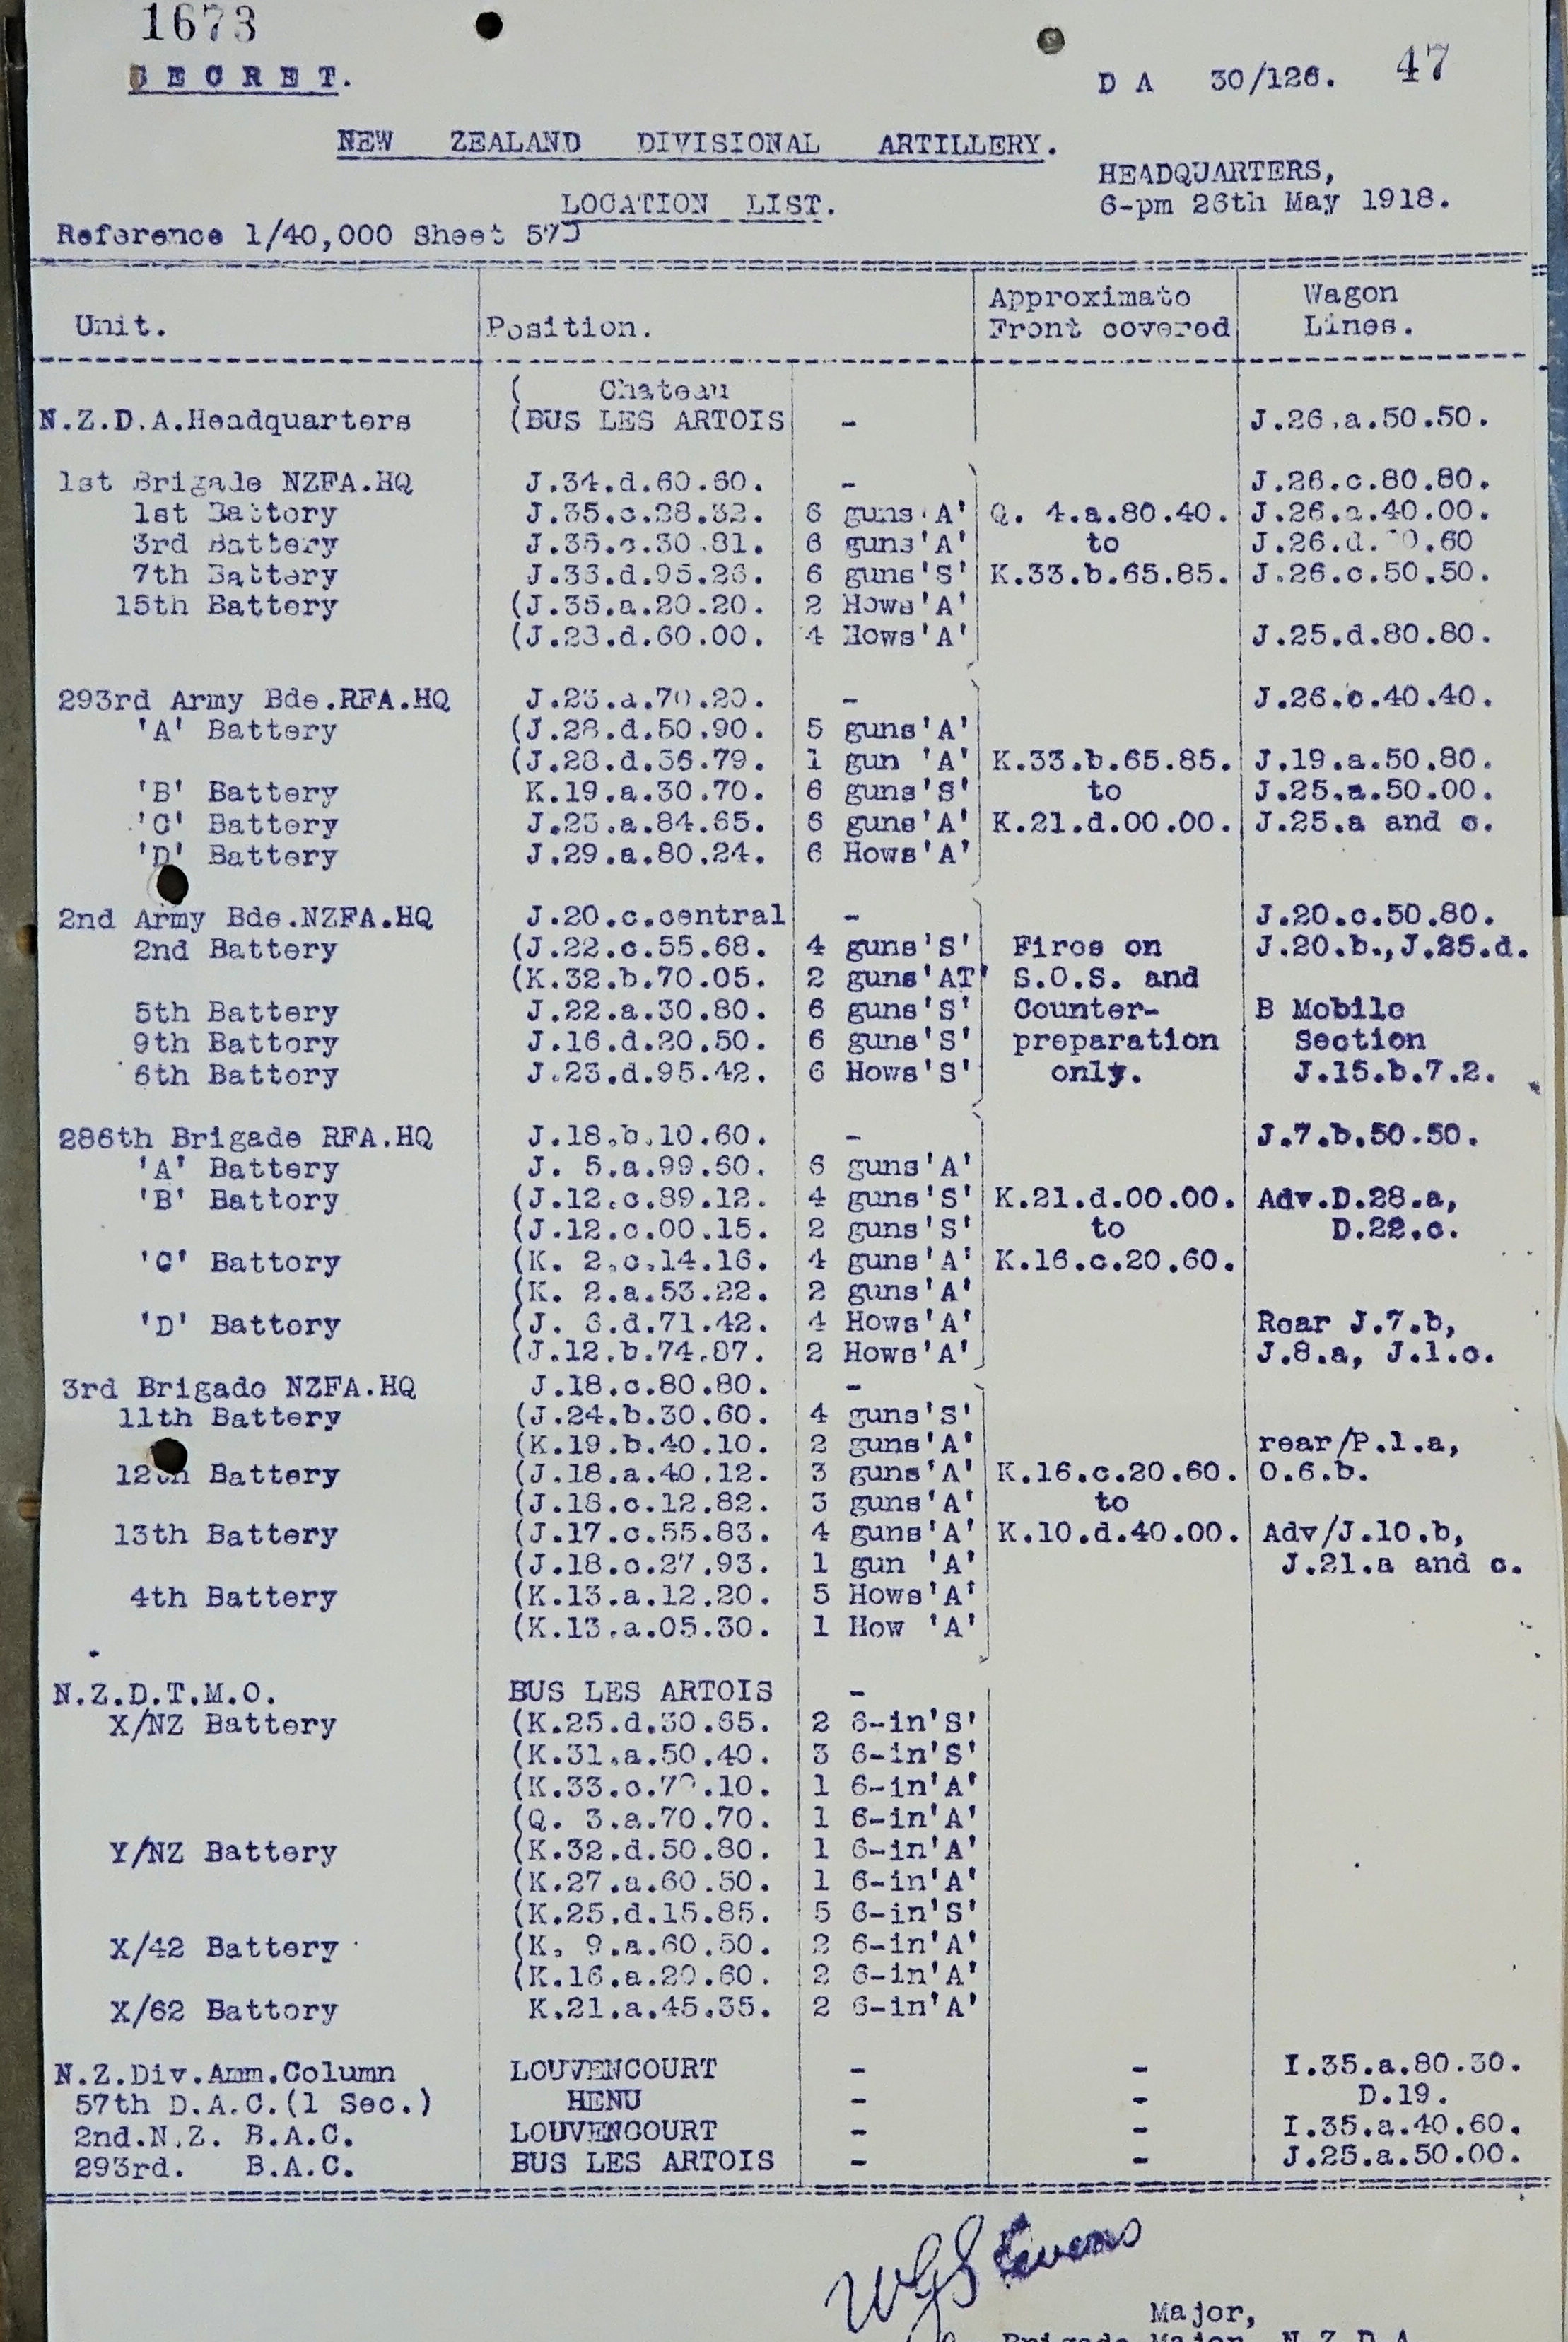 1673
SECRET.
D A 30/126. 47
NEW ZEALAND DIVISIONAL ARTILLERY.
HEADQUARTERS,
LOCATION LIST.
6-pm 26th May 1918.
Reference 1/40,000 Sheet 57D
Unit. Position. Approximate Front covered Wagon Lines.
( Chateau
N.Z.D.A.Headquarters (BUS LES ARTOIS - J.26.a.50.50.
1st Brigade NZFA.HQ J.34.d.60.60. - J.26.c.80.80.
1st Battery J.35.c.28.32. 6 guns'A' Q. 4.a.80.40. J.26.a.40.00.
3rd Battery J.35.c.30.81. 6 guns'A' to J.26.d. .60
7th Battery J.33.d.95.26. 6 guns'S' K.33.b.65.85. J.26.c.50.50.
15th Battery (J.35.a.20.20. 2 Hows'A'
(J.23.d.60.00. 4 Hows'A' J.25.d.80.80.
293rd Army Bde.RFA.HQ J.23.a.70.20. - J.26.c.40.40.
'A' Battery (J.28.d.50.90. 5 guns'A'
(J.28.d.56.79. 1 gun 'A' K.33.b.65.85. J.19.a.50.80.
'B' Battery K.19.a.30.70. 6 guns'S' to J.25.a.50.00.
'C' Battery J.23.a.84.65. 6 guns'A' K.21.d.00.00. J.25.a and c.
'D' Battery J.29.a.80.24. 6 Hows'A'
2nd Army Bde.NZFA.HQ J.20.c.central - J.20.c.50.80.
2nd Battery (J.22.c.55.68. 4 guns'S' Fires on J.20.b.,J.25.d.
(K.32.b.70.05. 2 guns'AT' S.O.S. and
5th Battery J.22.a.30.80. 6 guns'S' Counter- B Mobile
9th Battery J.16.d.20.50. 6 guns'S' preparation Section
6th Battery J.23.d.95.42. 6 Hows'S' only. J.15.b.7.2.
286th Brigade RFA.HQ J.18.b.10.60. - J.7.b.50.50.
'A' Battery J. 5.a.99.60. 6 guns'A'
'B' Battery (J.12.c.89.12. 4 guns'S' K.21.d.00.00. Adv.D.28.a,
(J.12.c.00.15. 2 guns'S' to D.22.c.
'C' Battery (K. 2.c.14.16. 4 guns'A' K.16.c.20.60.
(K. 2.a.53.22. 2 guns'A'
'D' Battery (J. 6.d.71.42. 4 Hows'A' Rear J.7.b,
(J.12.b.74.07. 2 Hows'A' J.8.a, J.1.c.
3rd Brigade NZFA.HQ J.18.c.80.80. -
11th Battery (J.24.b.30.60. 4 guns'S'
(K.19.b.40.10. 2 guns'A' rear/P.1.a,
12th Battery (J.18.a.40.12. 3 guns'A' K.16.c.20.60. O.6.b.
(J.18.c.12.82. 3 guns'A' to
13th Battery (J.17.c.55.83. 4 guns'A' K.10.d.40.00. Adv/J.10.b,
(J.18.c.27.93. 1 gun 'A' J.21.a and c.
4th Battery (K.13.a.12.20. 5 Hows'A'
(K.13.a.05.30. 1 How 'A'
N.Z.D.T.M.O. BUS LES ARTOIS -
X/NZ Battery (K.25.d.30.65. 2 6-in'S'
(K.31.a.50.40. 3 6-in'S'
(K.33.c.70.10. 1 6-in'A'
(Q. 3.a.70.70. 1 6-in'A'
Y/NZ Battery (K.32.d.50.80. 1 6-in'A'
(K.27.a.60.50. 1 6-in'A'
(K.25.d.15.85. 5 6-in'S'
X/42 Battery (K. 9.a.60.50. 2 6-in'A'
(K.16.a.20.60. 2 6-in'A'
X/62 Battery K.21.a.45.35. 2 6-in'A'
N.Z.Div.Amm.Column LOUVENCOURT - - I.35.a.80.30.
57th D.A.C.(1 Sec.) HENU - - D.19.
2nd.N.Z. B.A.C. LOUVENCOURT - - I.35.a.40.60.
293rd. B.A.C. BUS LES ARTOIS - - J.25.a.50.00.
WGStevens
Major,
Brigade Major, N.Z.D.A.